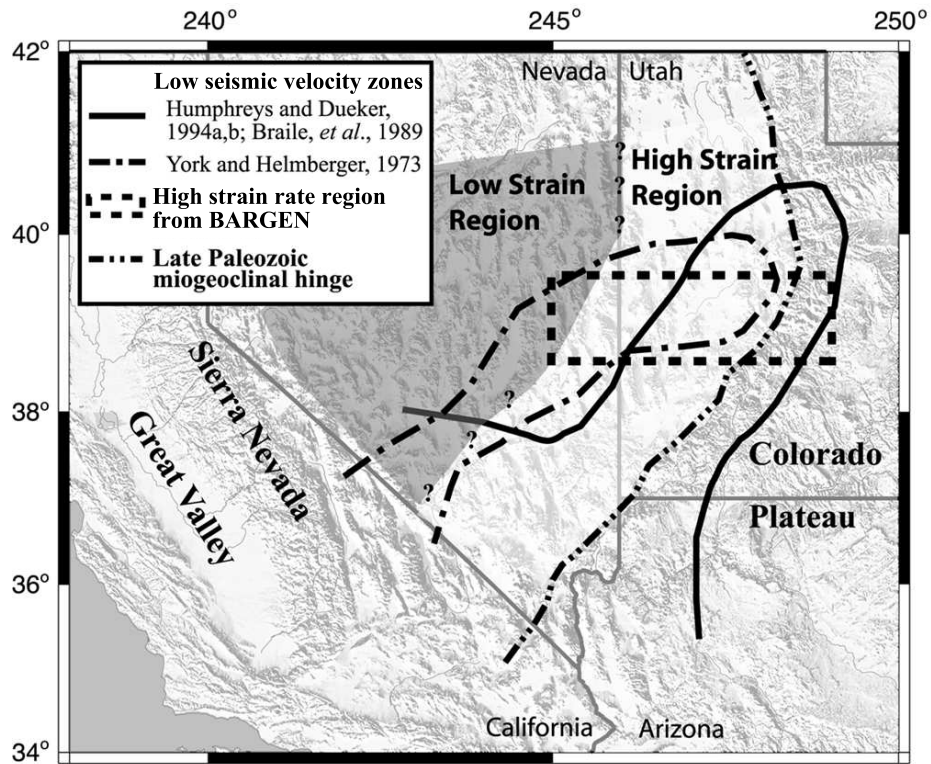 240° 245° 250°
42°
Low seismic velocity zones
Humphreys and Dueker,
1994a,b; Braile, et al., 1989
York and Helmberger, 1973
High strain rate region
from BARGEN
Late Paleozoic
miogeoclinal hinge
Nevada Utah
?
High Strain
Region
Low Strain
Region
?
?
40°
Sierra Nevada
Great Valley
?
38°
?
?
Colorado
Plateau
36°
California Arizona
34°